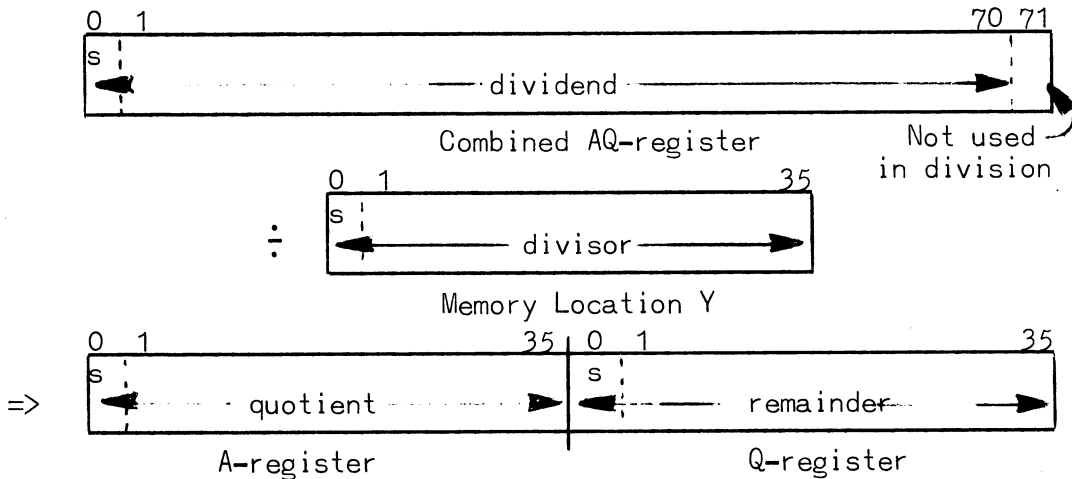 0 1 70 71
s
dividend
Combined AQ-register
Not used
in division
0 1 35
s
÷ divisor
Memory Location Y
0 1 35 0 1 35
s s
=> quotient remainder
A-register Q-register